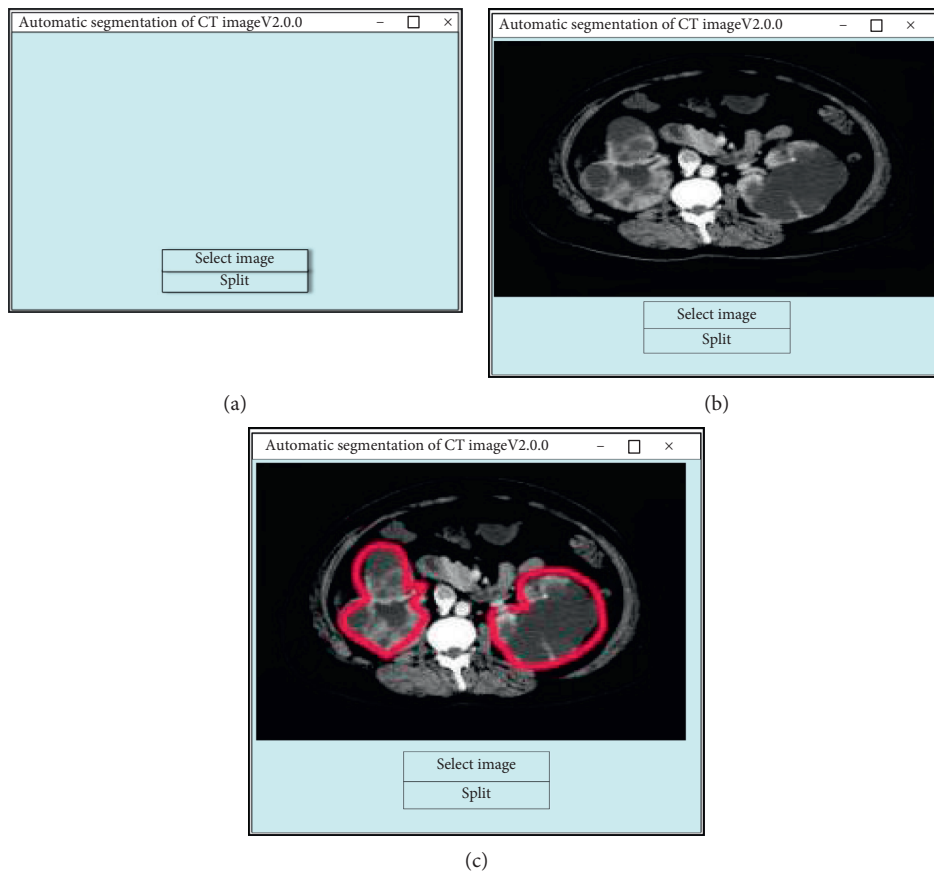 Automatic segmentation of CT imageV2.0.0
Select image
Split
(a)
Automatic segmentation of CT imageV2.0.0
Select image
Split
(b)
Automatic segmentation of CT imageV2.0.0
Select image
Split
(c)